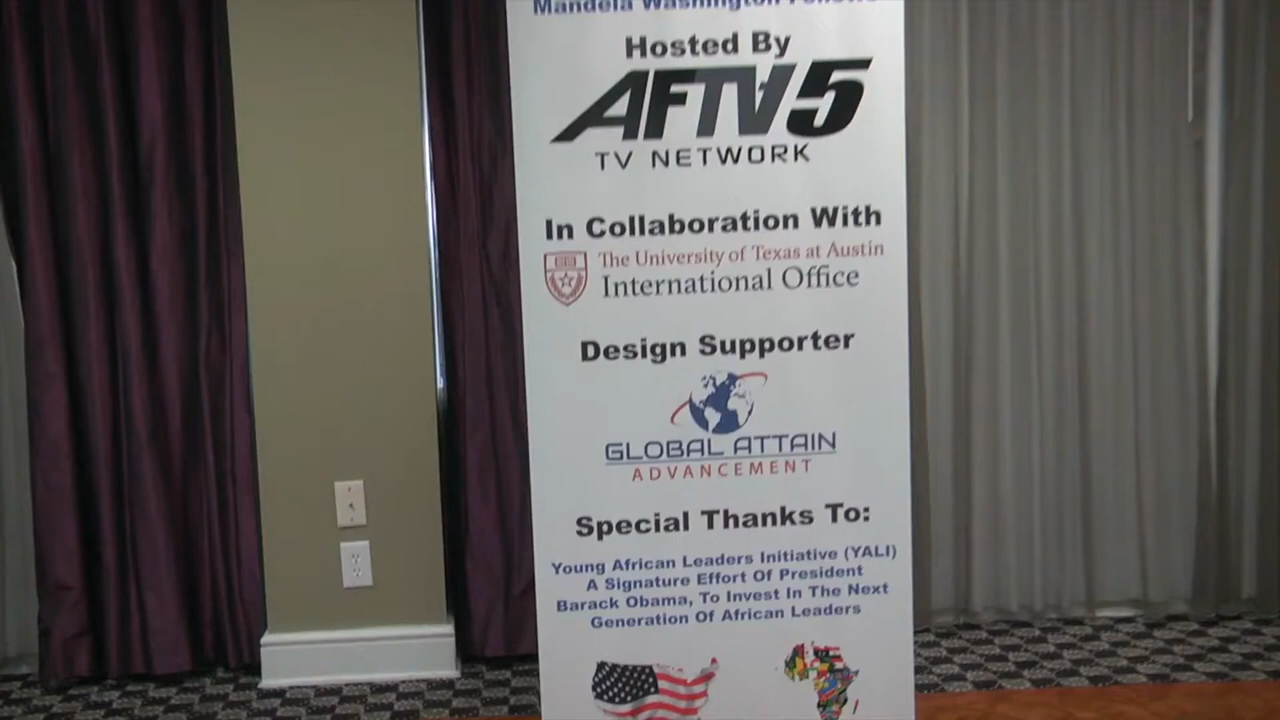 Mandela Washington
Hosted By
AFTV5
TV NETWORK
In Collaboration With
The University of Texas at Austin
International Office
Design Supporter
GLOBAL ATTAIN
ADVANCEMENT
Special Thanks To:
Young African Leaders Initiative (YALI)
A Signature Effort Of President
Barack Obama, To Invest In The Next
Generation Of African Leaders